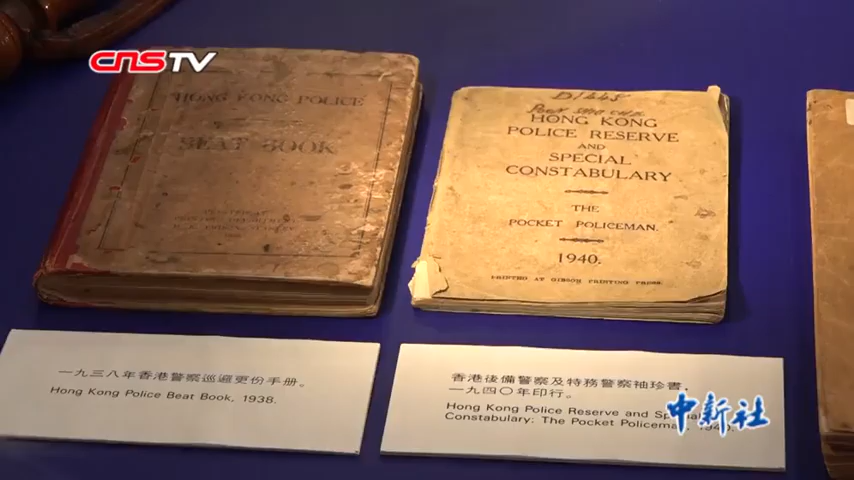 CNSTV
HONG KONG POLICE
BEAT BOOK
D1445
HONG KONG
POLICE RESERVE
AND
SPECIAL
CONSTABULARY
THE
POCKET POLICEMAN.
1940.
PRINTED AT GIBSON PRINTING PRESS.
一九三八年香港警察巡邏更份手册。
Hong Kong Police Beat Book, 1938.
香港後備警察及特務警察袖珍書，
一九四〇年印行。
Hong Kong Police Reserve and Special
Constabulary: The Pocket Policeman, 1940.
中新社